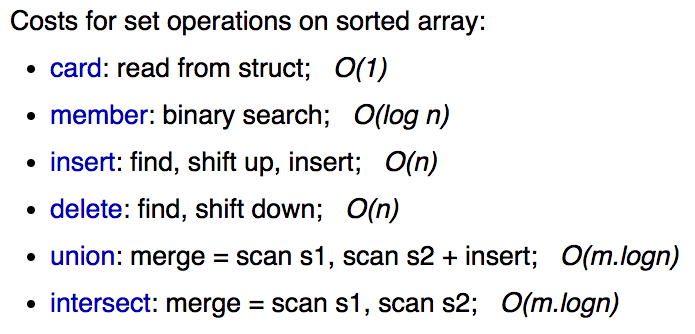 Costs for set operations on sorted array:
• card: read from struct;   O(1)
• member: binary search;   O(log n)
• insert: find, shift up, insert;   O(n)
• delete: find, shift down;   O(n)
• union: merge = scan s1, scan s2 + insert;   O(m.logn)
• intersect: merge = scan s1, scan s2;   O(m.logn)